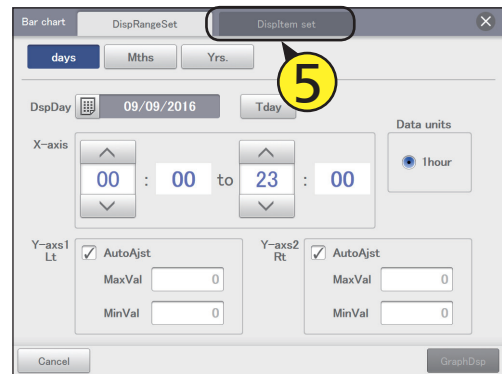 Bar chart DispRangeSet DispItem set
5
days Mths Yrs.
DspDay 09/09/2016 Tday
Data units
X-axis
1hour
00 : 00 to 23 : 00
Y-axs1 Lt AutoAjst
MaxVal 0
MinVal 0
Y-axs2 Rt AutoAjst
MaxVal 0
MinVal 0
Cancel GraphDsp